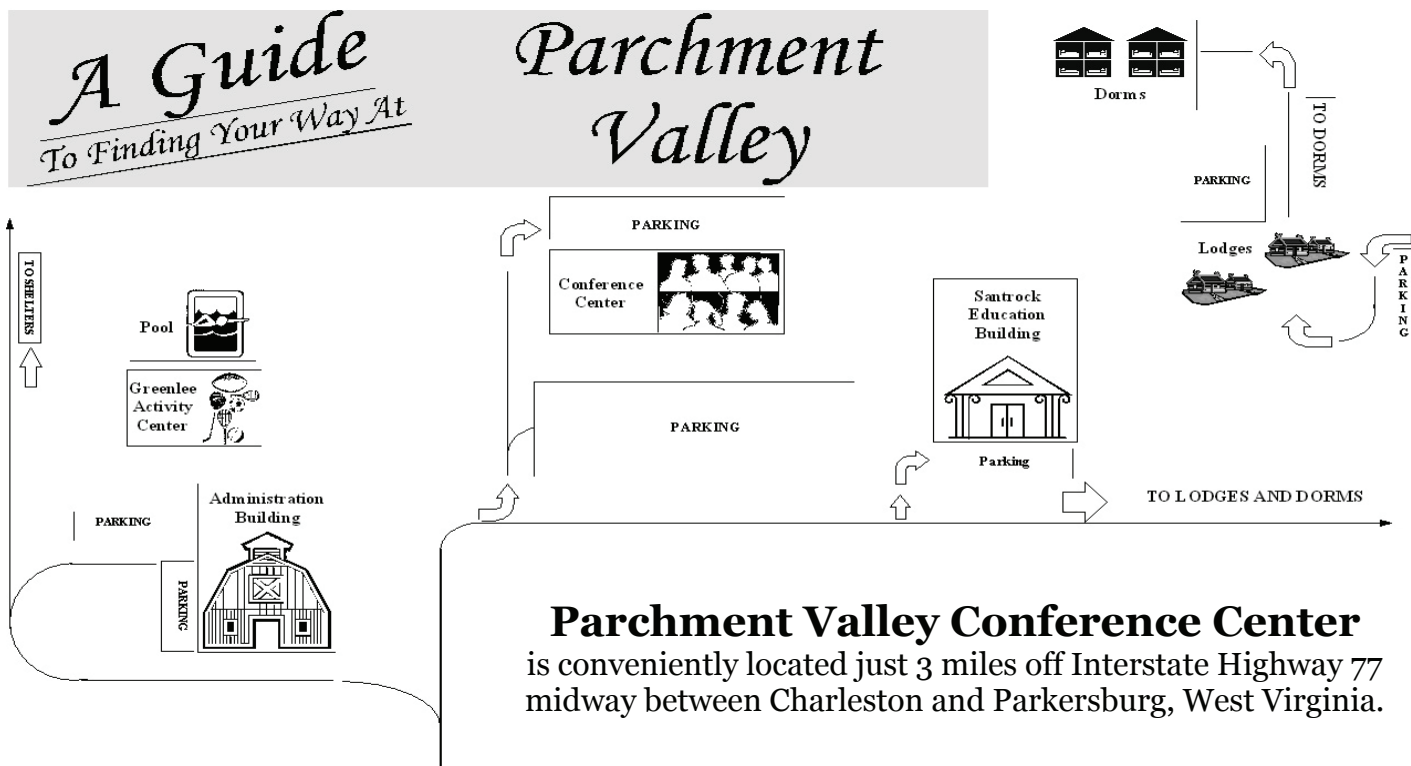 A Guide
To Finding Your Way At
Parchment
Valley
Dorms
TO DORMS
PARKING
Lodges
PARKING
PARKING
Conference
Center
TO SHELTERS
Pool
Greenlee
Activity
Center
Santrock
Education
Building
PARKING
Parking
TO LODGES AND DORMS
Administration
Building
PARKING
PARKING
Parchment Valley Conference Center
is conveniently located just 3 miles off Interstate Highway 77
midway between Charleston and Parkersburg, West Virginia.